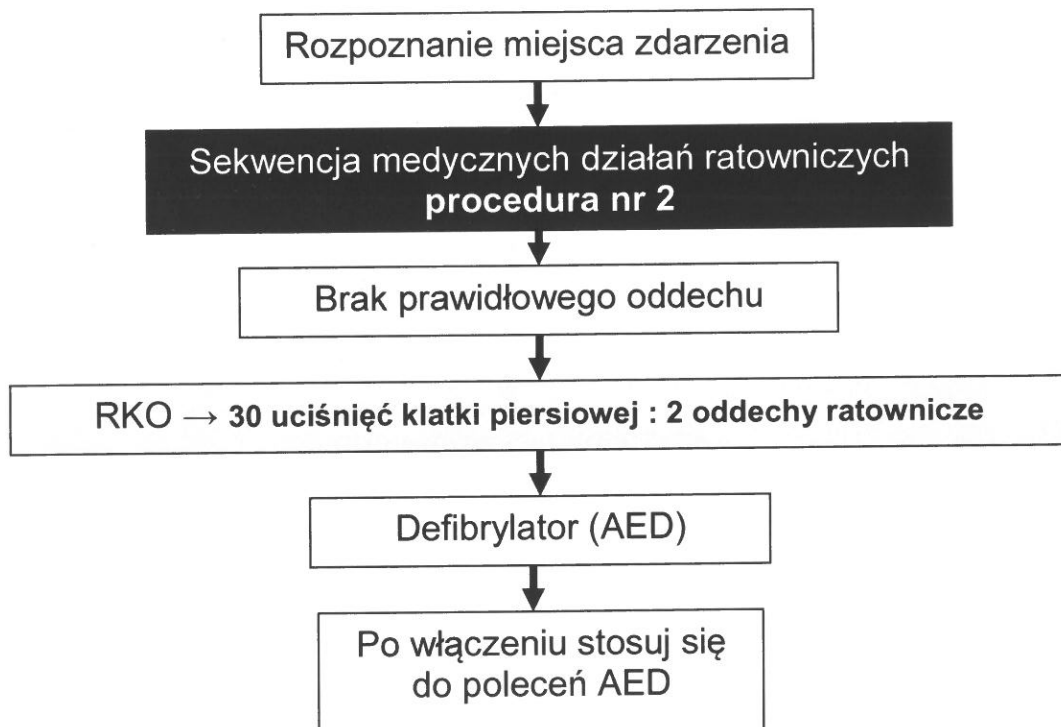 Rozpoznanie miejsca zdarzenia
Sekwencja medycznych działań ratowniczych
procedura nr 2
Brak prawidłowego oddechu
RKO → 30 uciśnięć klatki piersiowej : 2 oddechy ratownicze
Defibrylator (AED)
Po włączeniu stosuj się
do poleceń AED